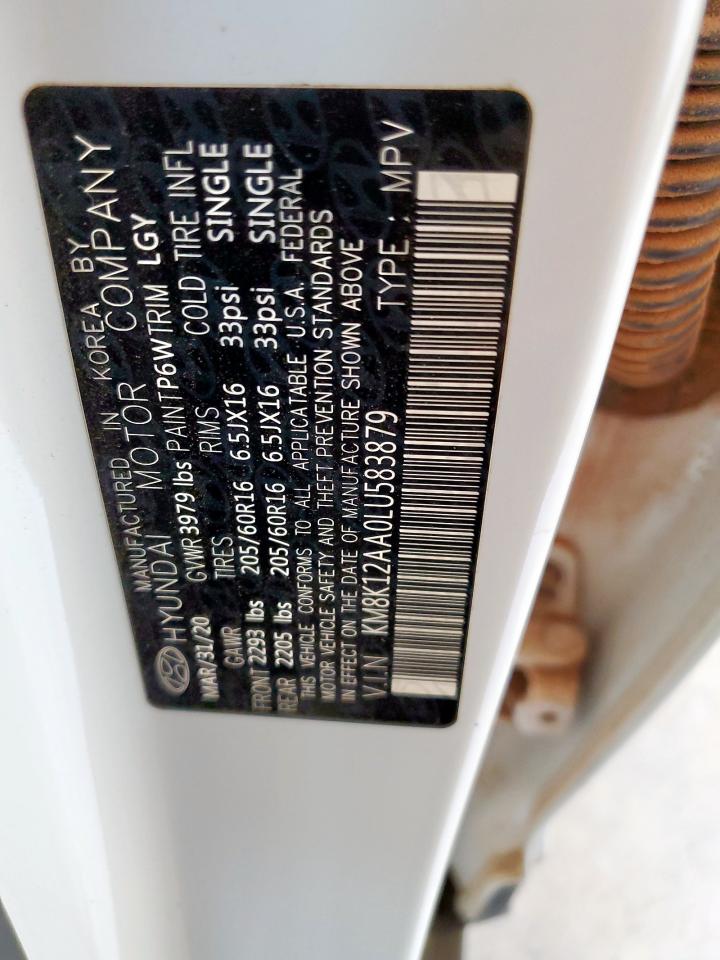 MANUFACTURED IN KOREA BY
HYUNDAI MOTOR COMPANY
MAR/31/20 GVWR 3979 lbs PAINT P6W TRIM LGY
GAWR TIRES RIMS COLD TIRE INFL
FRONT 2293 lbs 205/60R16 6.5JX16 33psi SINGLE
REAR 2205 lbs 205/60R16 6.5JX16 33psi SINGLE
THIS VEHICLE CONFORMS TO ALL APPLICATABLE U.S.A. FEDERAL
MOTOR VEHICLE SAFETY AND THEFT PREVENTION STANDARDS
IN EFFECT ON THE DATE OF MANUFACTURE SHOWN ABOVE
V.I.N: KM8K12AA0LU583879 TYPE : MPV